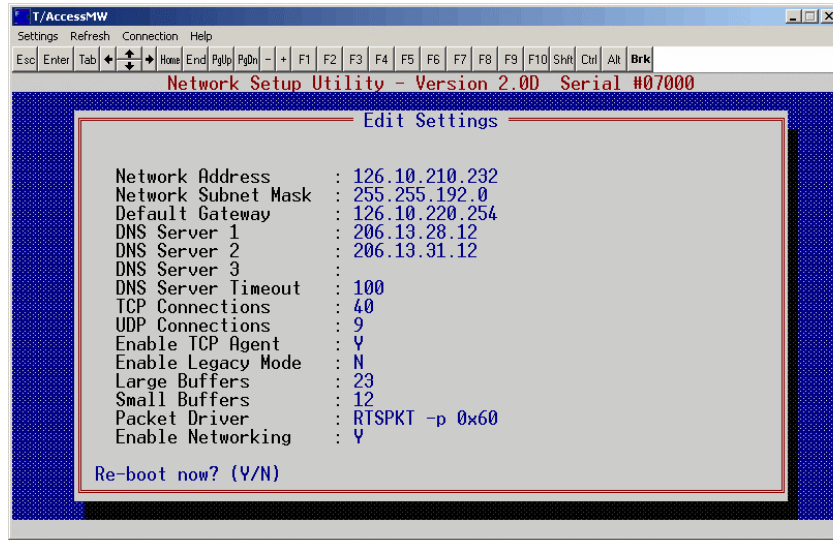 T/AccessMW
Settings Refresh Connection Help
Esc Enter Tab Home End PgUp PgDn - + F1 F2 F3 F4 F5 F6 F7 F8 F9 F10 Shft Ctrl Alt Brk
Network Setup Utility - Version 2.0D Serial #07000
Edit Settings
Network Address : 126.10.210.232
Network Subnet Mask : 255.255.192.0
Default Gateway : 126.10.220.254
DNS Server 1 : 206.13.28.12
DNS Server 2 : 206.13.31.12
DNS Server 3 :
DNS Server Timeout : 100
TCP Connections : 40
UDP Connections : 9
Enable TCP Agent : Y
Enable Legacy Mode : N
Large Buffers : 23
Small Buffers : 12
Packet Driver : RTSPKT -p 0x60
Enable Networking : Y
Re-boot now? (Y/N)